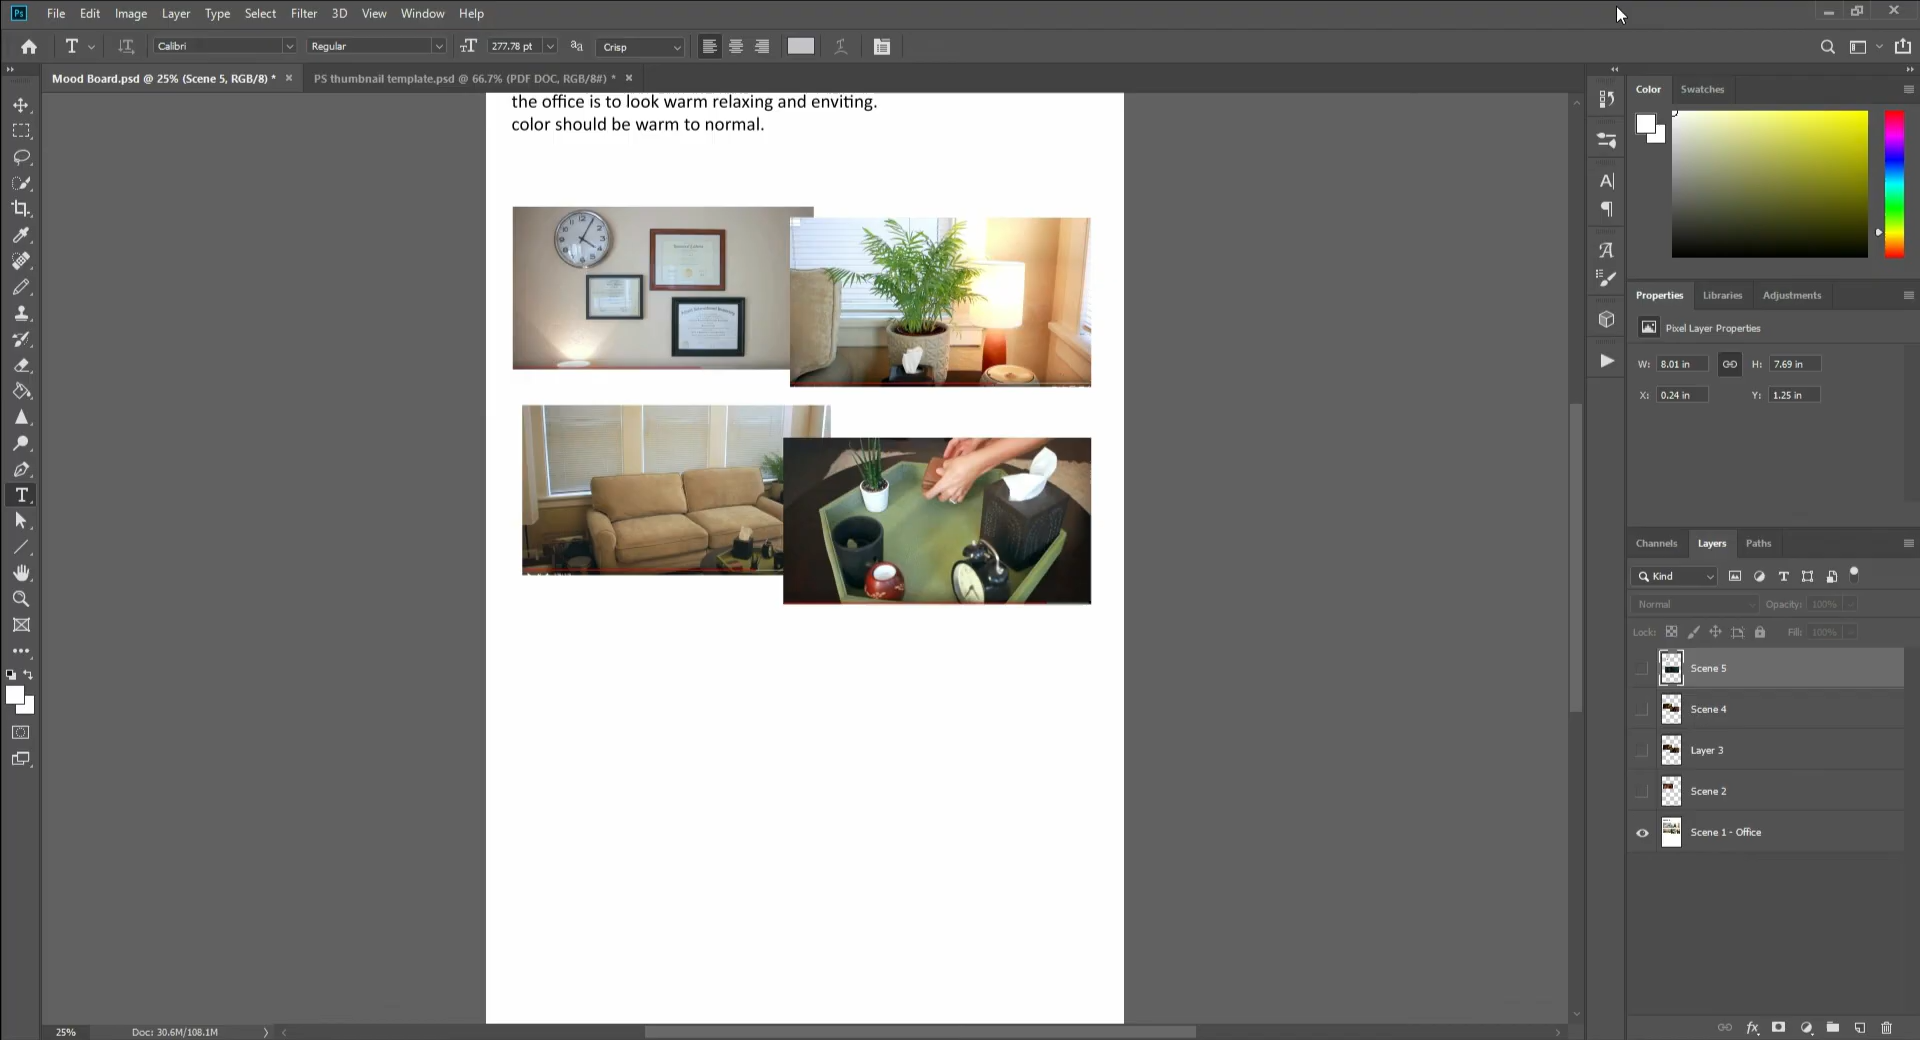 Ps File Edit Image Layer Type Select Filter 3D View Window Help
T Calibri Regular 277.78 pt Crisp
Mood Board.psd @ 25% (Scene 5, RGB/8) * PS thumbnail template.psd @ 66.7% (PDF DOC, RGB/8#) *
the office is to look warm relaxing and enviting.
color should be warm to normal.
Color Swatches
Properties Libraries Adjustments
Pixel Layer Properties
W: 8.01 in H: 7.69 in
X: 0.24 in Y: 1.25 in
Channels Layers Paths
Kind
Normal Opacity: 100%
Lock: Fill: 100%
Scene 5
Scene 4
Layer 3
Scene 2
Scene 1 - Office
25% Doc: 30.6M/108.1M